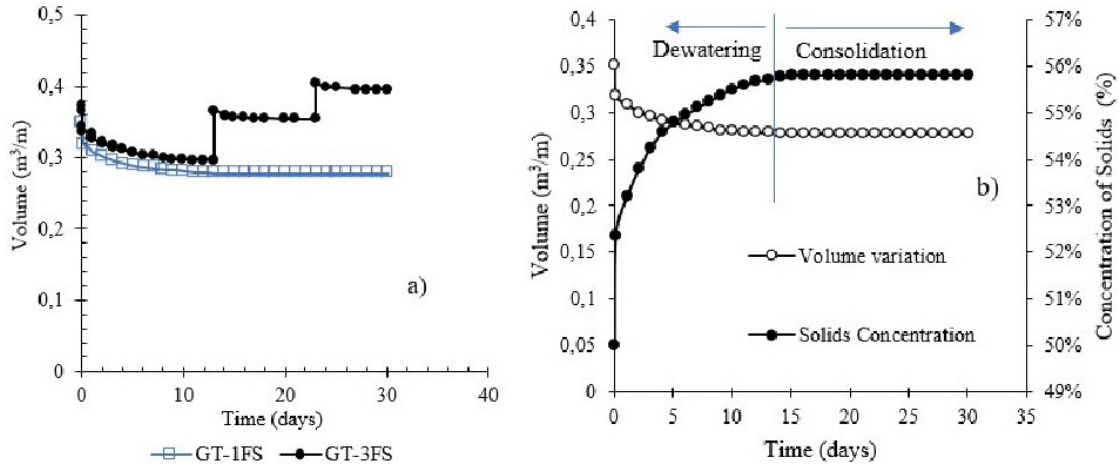 0,5
0,4
0,3
0,2
0,1
0
0 10 20 30 40
Volume (m³/m)
Time (days)
a)
GT-1FS GT-3FS
0,4
0,35
0,3
0,25
0,2
0,15
0,1
0,05
0
57%
56%
55%
54%
53%
52%
51%
50%
49%
0 5 10 15 20 25 30 35
Volume (m³/m)
Concentration of Solids (%)
Time (days)
Dewatering Consolidation
b)
Volume variation
Solids Concentration